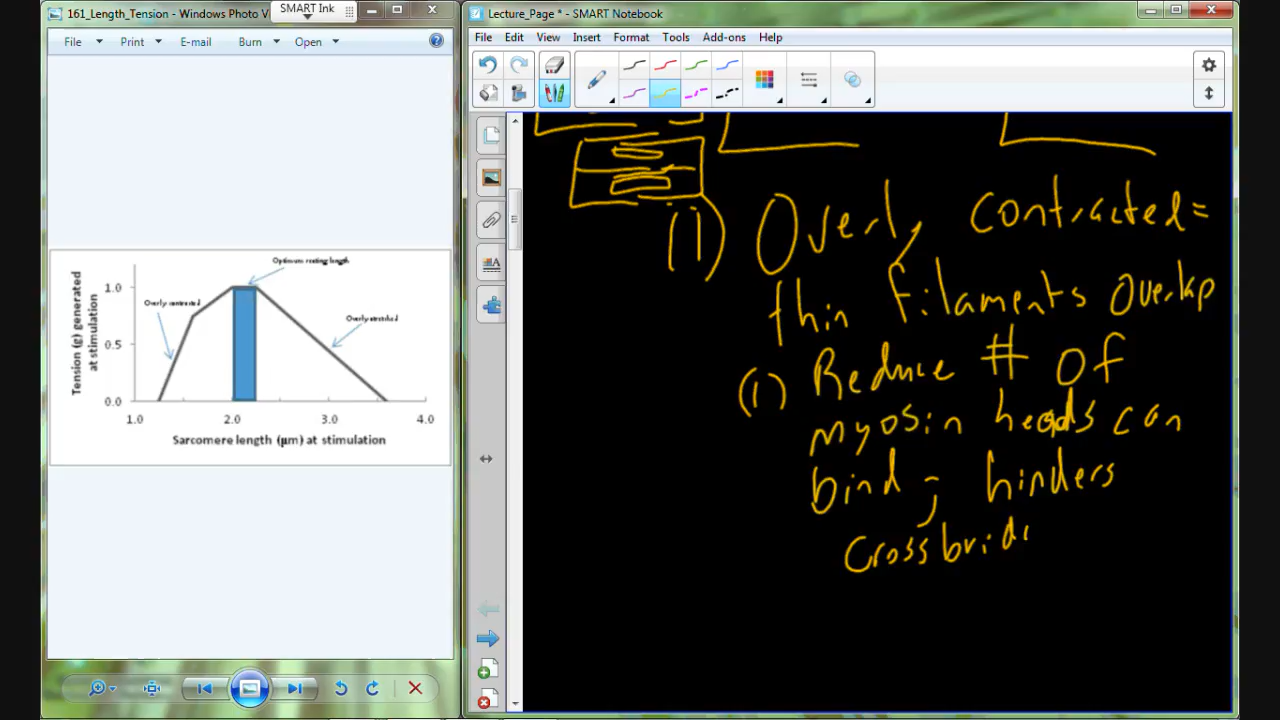 161_Length_Tension - Windows Photo V
SMART Ink
File Print E-mail Burn Open
Optimum resting length
Overly contracted
Overly stretched
Tension (g) generated
at stimulation
1.0
0.5
0.0
1.0 2.0 3.0 4.0
Sarcomere length (µm) at stimulation
Lecture_Page * - SMART Notebook
File Edit View Insert Format Tools Add-ons Help
(1) Overly contracted=
thin filaments Overlap
(1) Reduce # of
myosin heads can
bind; hinders
Crossbrid